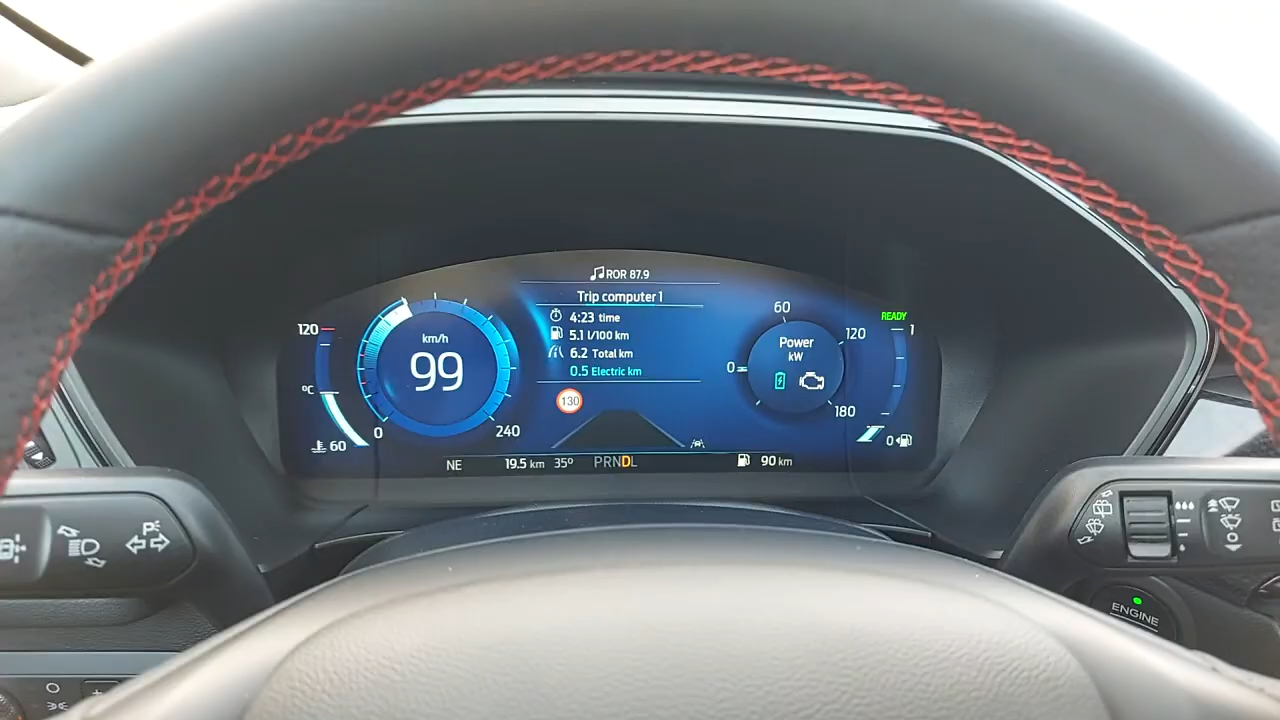 ROR 87.9
Trip computer 1
4:23 time
5.1 l/100 km
6.2 Total km
0.5 Electric km
130
120
°C
60
km/h
99
0
240
60
0
120
180
Power
kW
READY
1
0
NE
19.5 km
35°
PRNDL
90 km
P
ENGINE